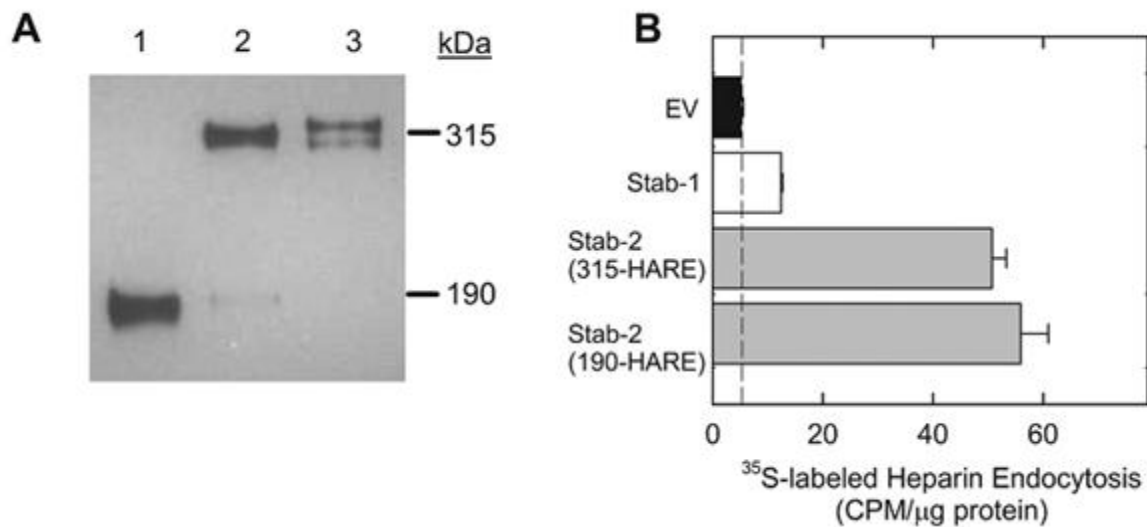 A
1 2 3 kDa
315
190
B
EV
Stab-1
Stab-2
(315-HARE)
Stab-2
(190-HARE)
0 20 40 60
³⁵S-labeled Heparin Endocytosis
(CPM/μg protein)